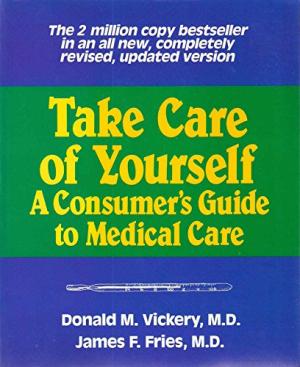 The 2 million copy bestseller
in an all new, completely
revised, updated version
Take Care
of Yourself
A Consumer's Guide
to Medical Care
Donald M. Vickery, M.D.
James F. Fries, M.D.